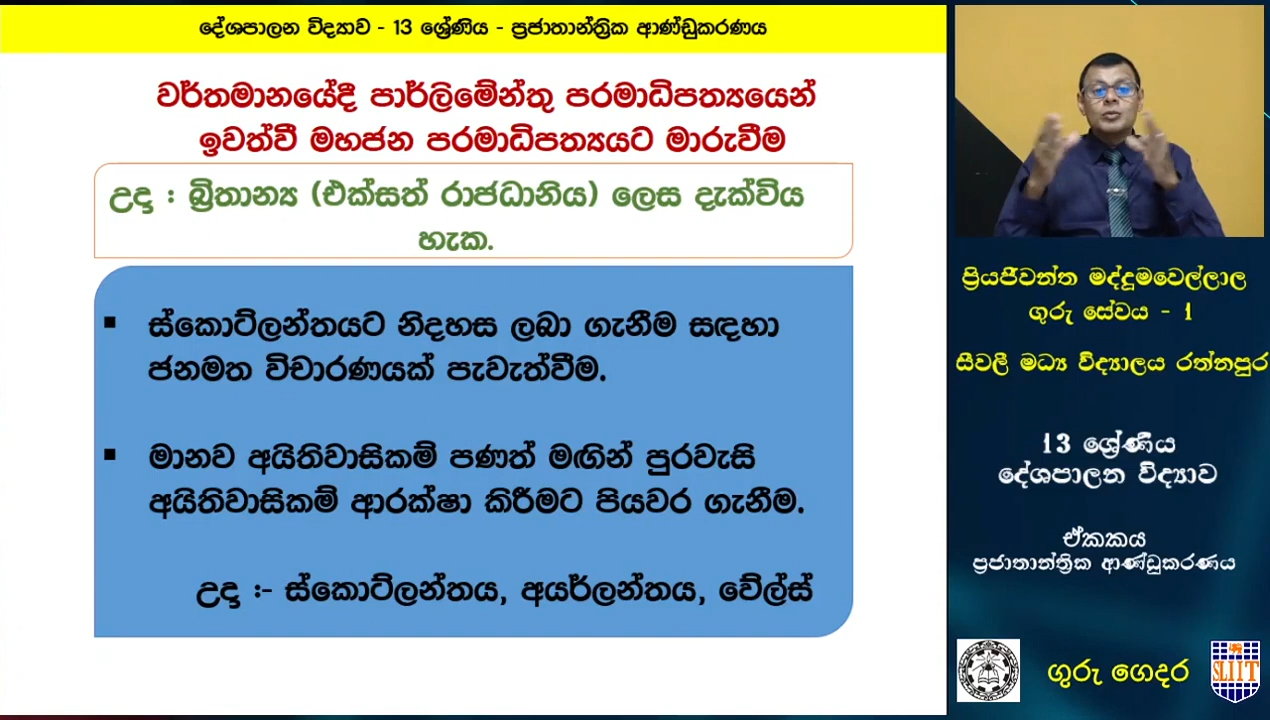 දේශපාලන විද්‍යාව - 13 ශ්‍රේණිය - ප්‍රජාතාන්ත්‍රික ආණ්ඩුකරණය
වර්තමානයේදී පාර්ලිමේන්තු පරමාධිපත්‍යයෙන්
ඉවත්වී මහජන පරමාධිපත්‍යයට මාරුවීම
උදා : බ්‍රිතාන්‍ය (එක්සත් රාජධානිය) ලෙස දැක්විය
හැක.
▪ ස්කොට්ලන්තයට නිදහස ලබා ගැනීම සඳහා
ජනමත විචාරණයක් පැවැත්වීම.
▪ මානව අයිතිවාසිකම් පණත් මඟින් පුරවැසි
අයිතිවාසිකම් ආරක්ෂා කිරීමට පියවර ගැනීම.
උදා :- ස්කොට්ලන්තය, අයර්ලන්තය, වේල්ස්
ප්‍රියජීවන්ත මද්දූමවෙල්ලාල
ගුරු සේවය - 1
සීවලී මධ්‍ය විද්‍යාලය රත්නපුර
13 ශ්‍රේණිය
දේශපාලන විද්‍යාව
ඒකකය
ප්‍රජාතාන්ත්‍රික ආණ්ඩුකරණය
ගුරු ගෙදර
SLIIT